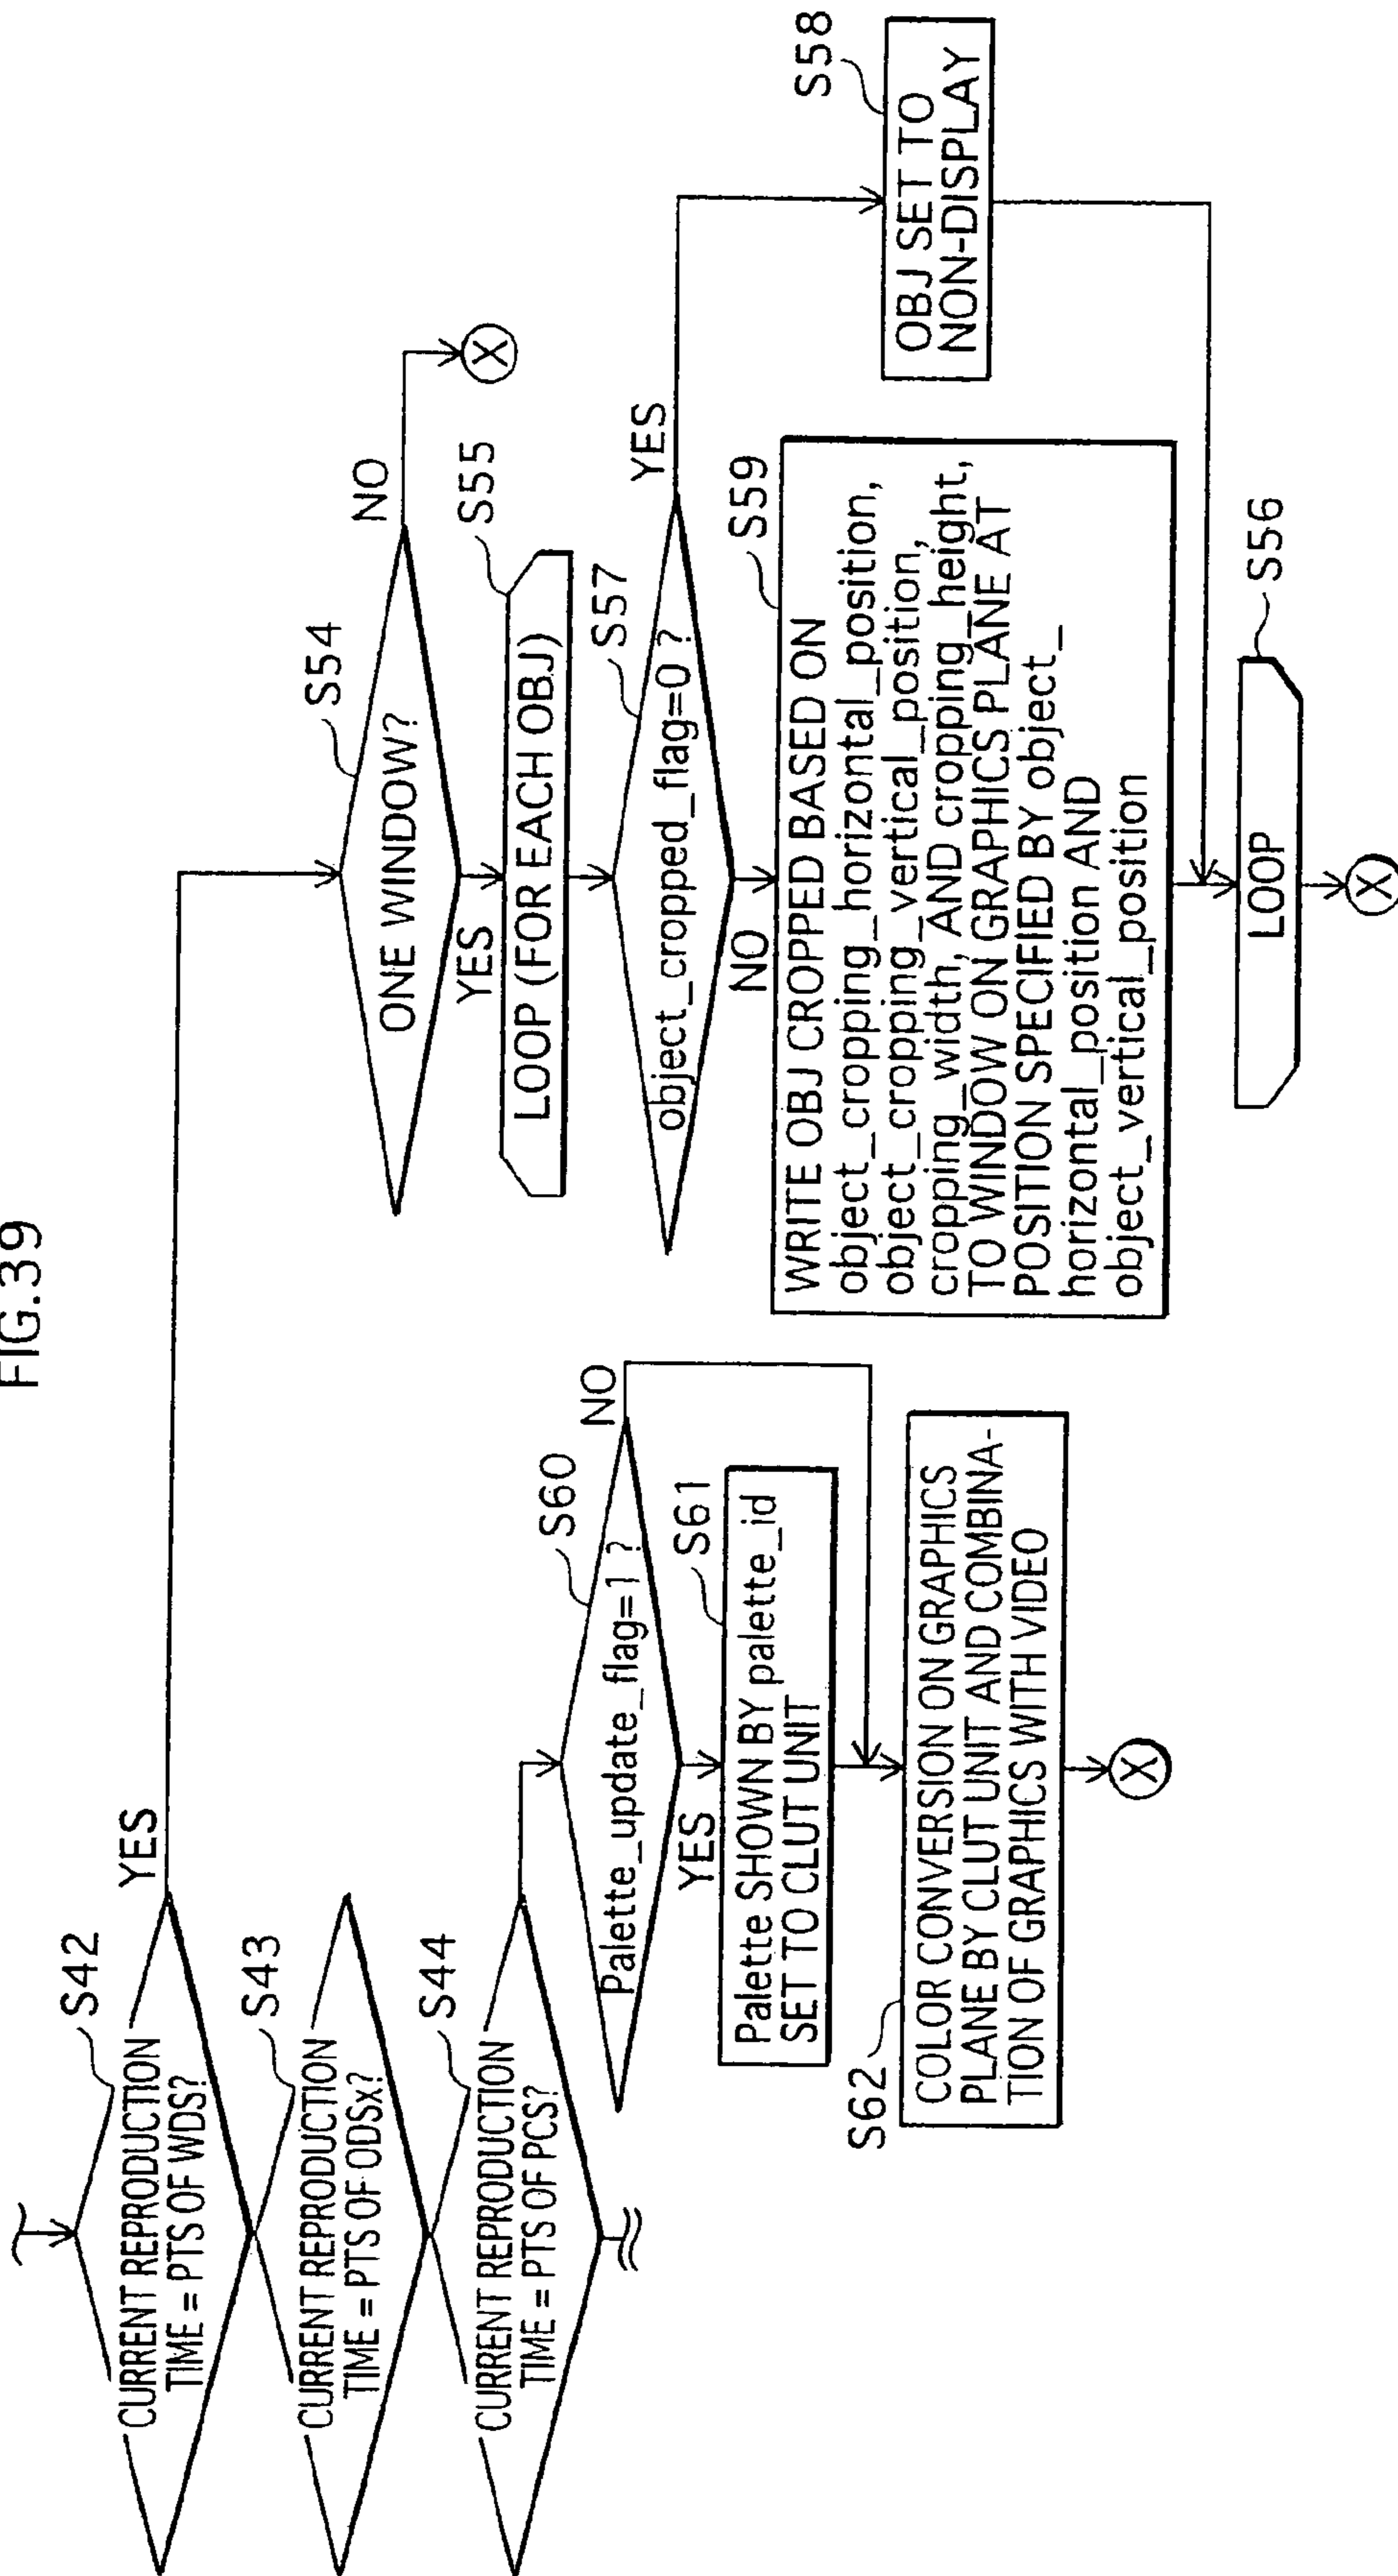 FIG.39
S42
CURRENT REPRODUCTION
TIME = PTS OF WDS?
YES
S43
CURRENT REPRODUCTION
TIME = PTS OF ODSx?
S44
CURRENT REPRODUCTION
TIME = PTS OF PCS?
S60
Palette_update_flag=1 ?
NO
YES
S61
Palette SHOWN BY palette_id
SET TO CLUT UNIT
S62
COLOR CONVERSION ON GRAPHICS
PLANE BY CLUT UNIT AND COMBINA-
TION OF GRAPHICS WITH VIDEO
X
S54
ONE WINDOW?
NO
X
YES
S55
LOOP (FOR EACH OBJ)
S57
object_cropped_flag=0 ?
YES
NO
S58
OBJ SET TO
NON-DISPLAY
S59
WRITE OBJ CROPPED BASED ON
object_cropping_horizontal_position,
object_cropping_vertical_position,
cropping_width, AND cropping_height,
TO WINDOW ON GRAPHICS PLANE AT
POSITION SPECIFIED BY object_
horizontal_position AND
object_vertical_position
S56
LOOP
X